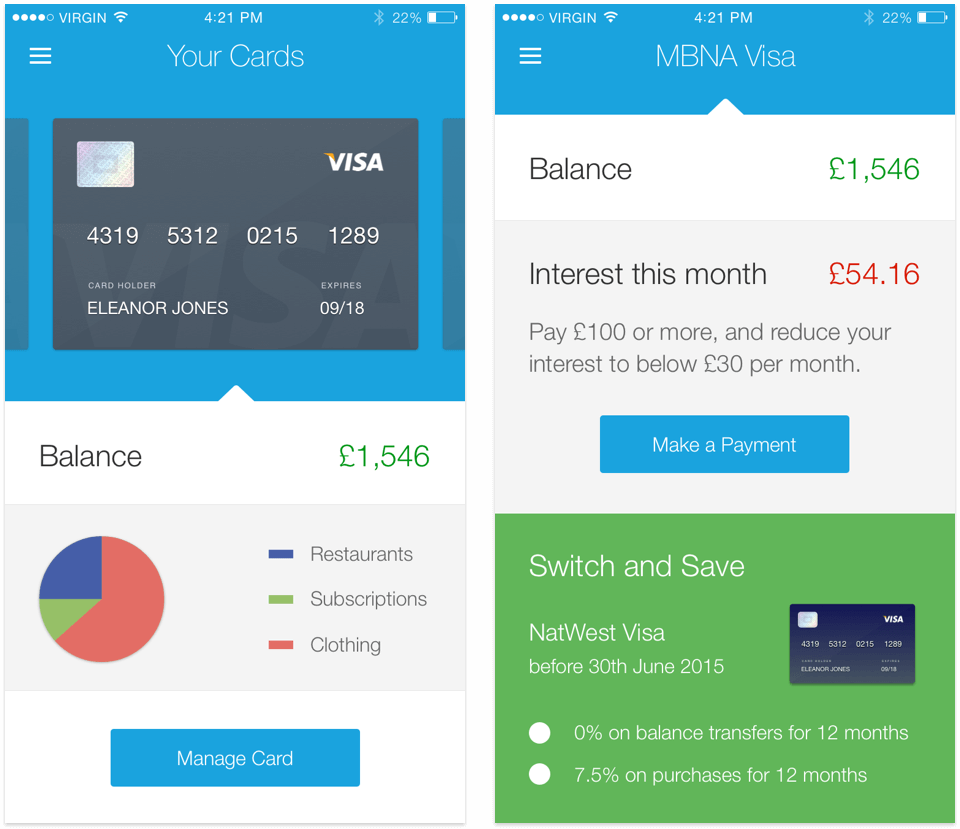 VIRGIN 4:21 PM 22%
Your Cards
VISA
4319 5312 0215 1289
CARD HOLDER EXPIRES
ELEANOR JONES 09/18
VISA
Balance £1,546
Restaurants
Subscriptions
Clothing
Manage Card
VIRGIN 4:21 PM 22%
MBNA Visa
Balance £1,546
Interest this month £54.16
Pay £100 or more, and reduce your
interest to below £30 per month.
Make a Payment
Switch and Save
NatWest Visa
before 30th June 2015
VISA
4319 5312 0215 1289
CARD HOLDER EXPIRES
ELEANOR JONES 09/18
0% on balance transfers for 12 months
7.5% on purchases for 12 months